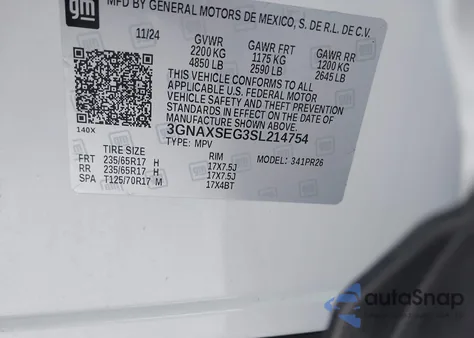 gm
MFD BY GENERAL MOTORS DE MEXICO, S. DE R.L. DE C.V.
11/24 GVWR GAWR FRT GAWR RR
2200 KG 1175 KG 1200 KG
4850 LB 2590 LB 2645 LB
THIS VEHICLE CONFORMS TO ALL
APPLICABLE U.S. FEDERAL MOTOR
VEHICLE SAFETY AND THEFT PREVENTION
STANDARDS IN EFFECT ON THE DATE OF
MANUFACTURE SHOWN ABOVE.
3GNAXSEG3SL214754
140X TYPE: MPV MODEL: 341PR26
TIRE SIZE RIM
FRT 235/65R17 H 17X7.5J
RR 235/65R17 H 17X7.5J
SPA T125/70R17 M 17X4BT
autoSnap